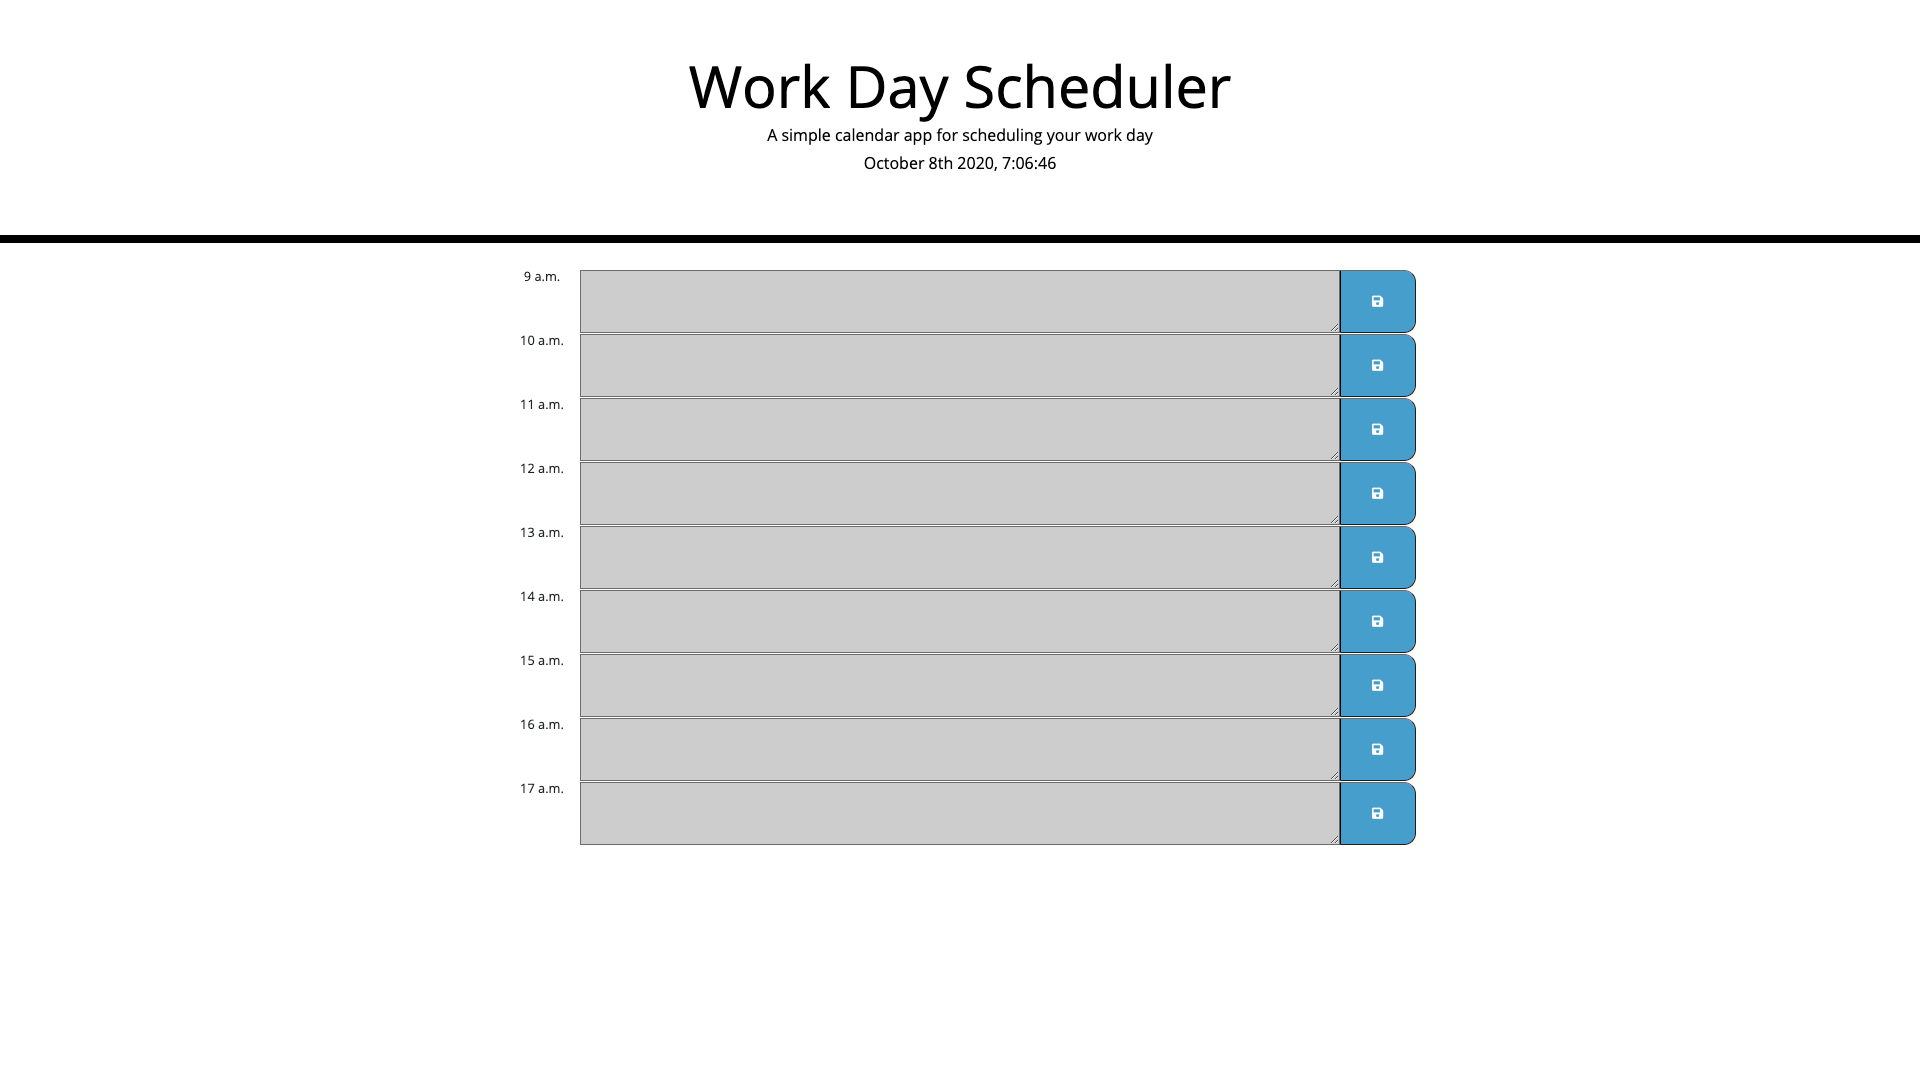 Work Day Scheduler
A simple calendar app for scheduling your work day
October 8th 2020, 7:06:46
9 a.m.
10 a.m.
11 a.m.
12 a.m.
13 a.m.
14 a.m.
15 a.m.
16 a.m.
17 a.m.